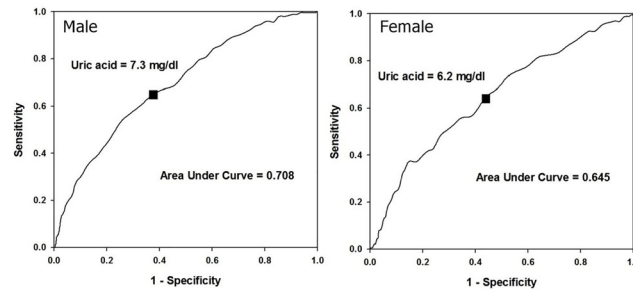 Male
Uric acid = 7.3 mg/dl
Area Under Curve = 0.708
Sensitivity
1.0
0.8
0.6
0.4
0.2
0.0
0.0 0.2 0.4 0.6 0.8 1.0
1 - Specificity
Female
Uric acid = 6.2 mg/dl
Area Under Curve = 0.645
Sensitivity
1.0
0.8
0.6
0.4
0.2
0.0
0.0 0.2 0.4 0.6 0.8 1.0
1 - Specificity